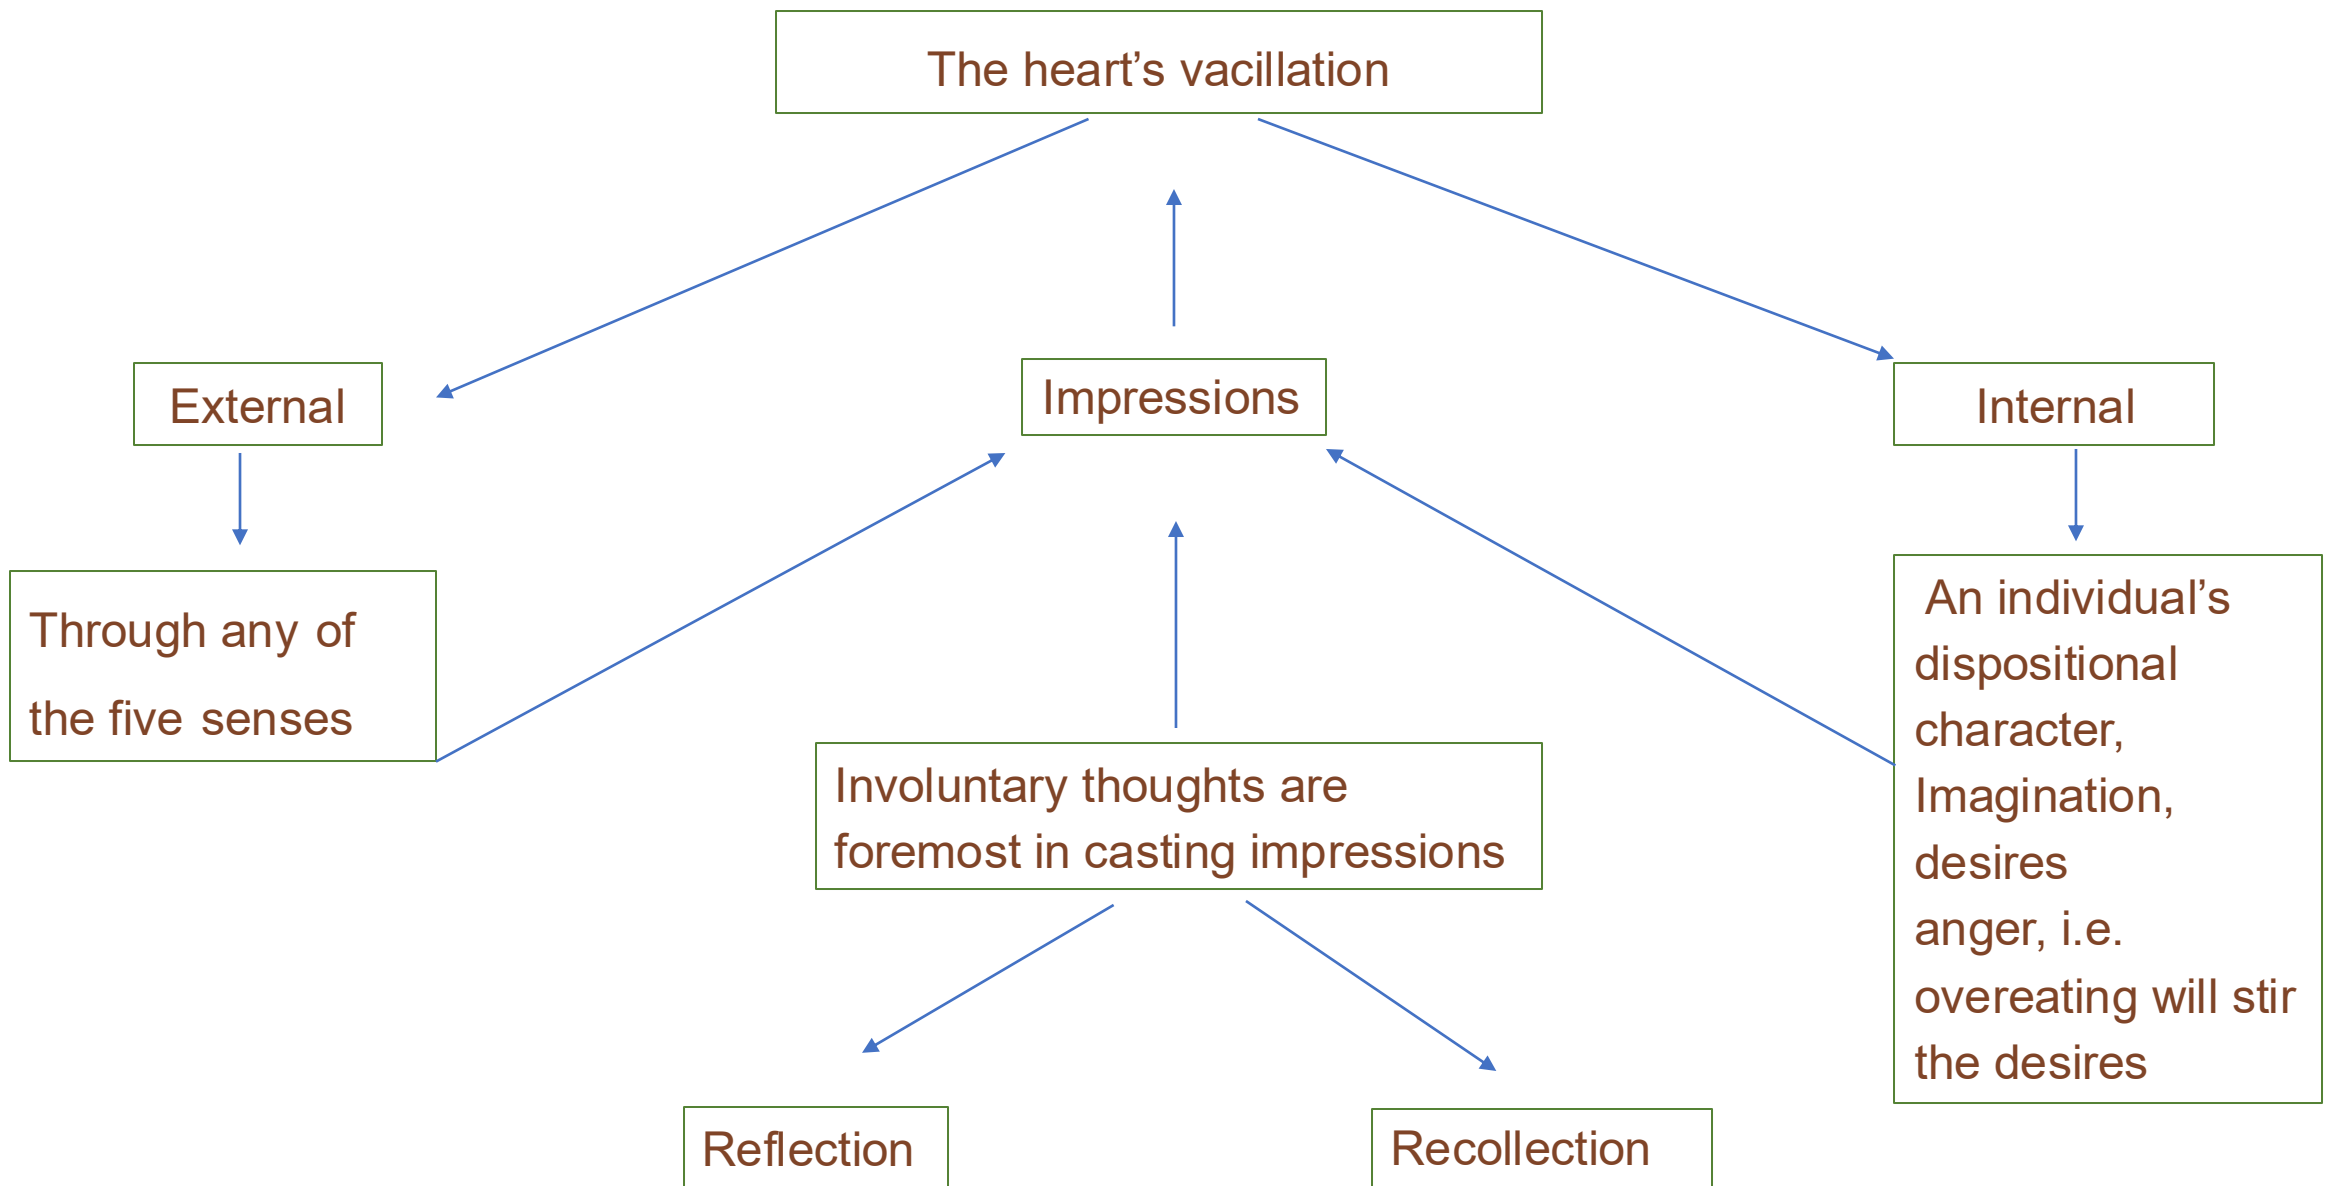 The heart’s vacillation
External
Impressions
Internal
Through any of
the five senses
Involuntary thoughts are
foremost in casting impressions
An individual’s
dispositional
character,
Imagination,
desires
anger, i.e.
overeating will stir
the desires
Reflection
Recollection